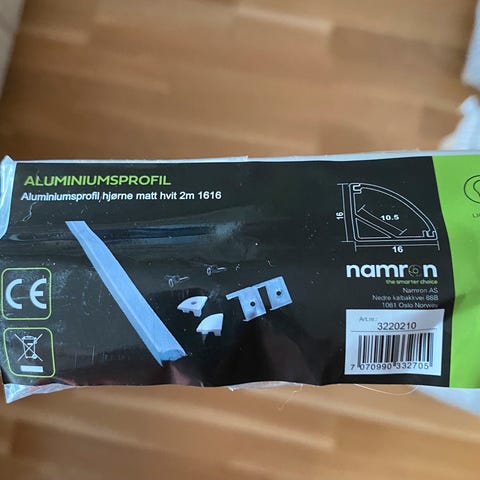 ALUMINIUMSPROFIL
Aluminiumsprofil hjørne matt hvit 2m 1616
16
10.5
16
namron
the smarter choice
Namron AS
Nedre kalbakkvei 88B
1081 Oslo Norway
Art.nr.:
3220210
7 070990 332705
CE